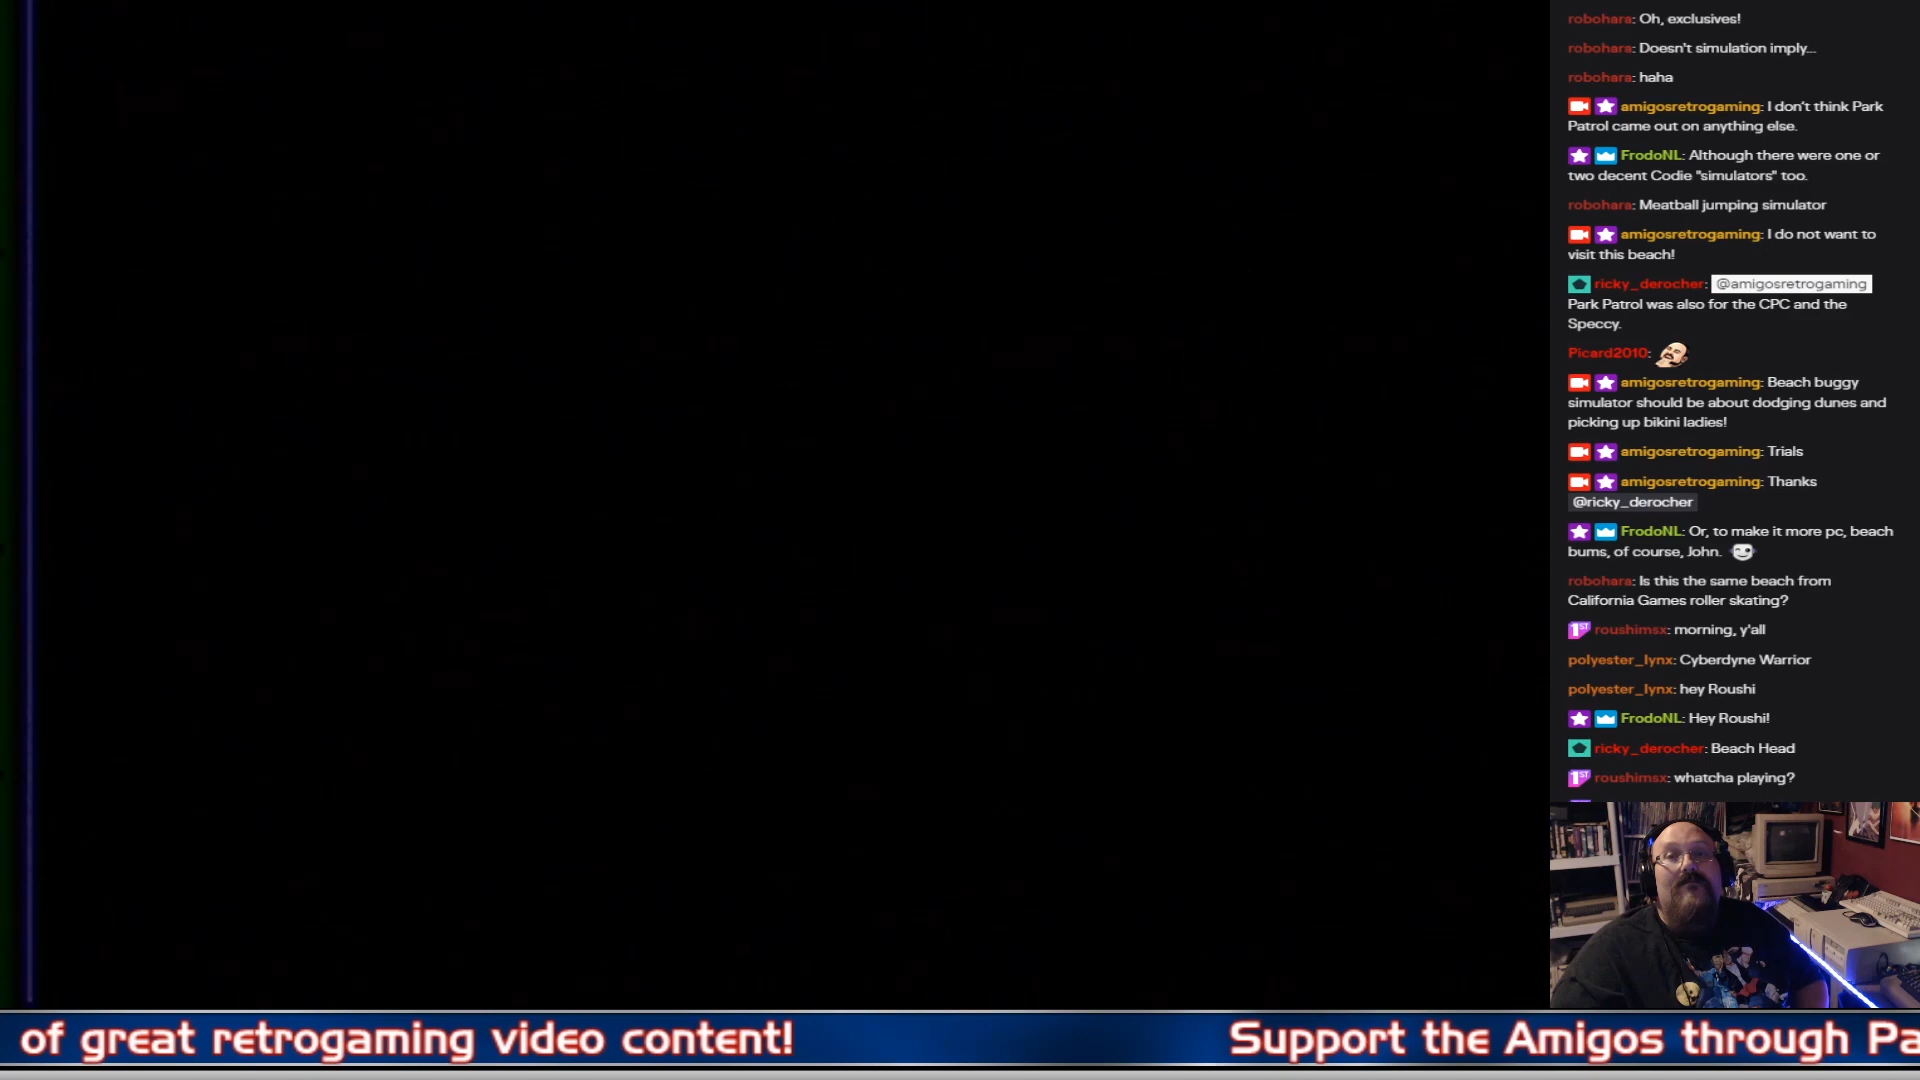 robohara: Oh, exclusives!
robohara: Doesn't simulation imply...
robohara: haha
amigosretrogaming: I don't think Park
Patrol came out on anything else.
FrodoNL: Although there were one or
two decent Codie "simulators" too.
robohara: Meatball jumping simulator
amigosretrogaming: I do not want to
visit this beach!
ricky_derocher: @amigosretrogaming
Park Patrol was also for the CPC and the
Speccy.
Picard2010:
amigosretrogaming: Beach buggy
simulator should be about dodging dunes and
picking up bikini ladies!
amigosretrogaming: Trials
amigosretrogaming: Thanks
@ricky_derocher
FrodoNL: Or, to make it more pc, beach
bums, of course, John.
robohara: Is this the same beach from
California Games roller skating?
1ST roushimsx: morning, y'all
polyester_lynx: Cyberdyne Warrior
polyester_lynx: hey Roushi
FrodoNL: Hey Roushi!
ricky_derocher: Beach Head
1ST roushimsx: whatcha playing?
of great retrogaming video content! Support the Amigos through Pa